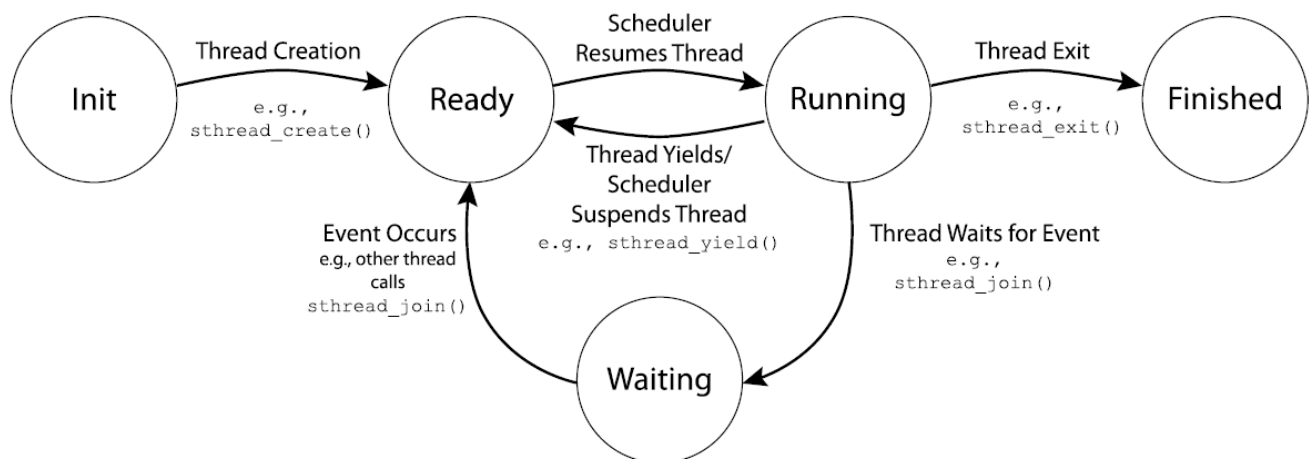 Init
Thread Creation
e.g.,
sthread_create()
Ready
Scheduler
Resumes Thread
Thread Yields/
Scheduler
Suspends Thread
e.g., sthread_yield()
Running
Thread Exit
e.g.,
sthread_exit()
Finished
Event Occurs
e.g., other thread
calls
sthread_join()
Thread Waits for Event
e.g.,
sthread_join()
Waiting